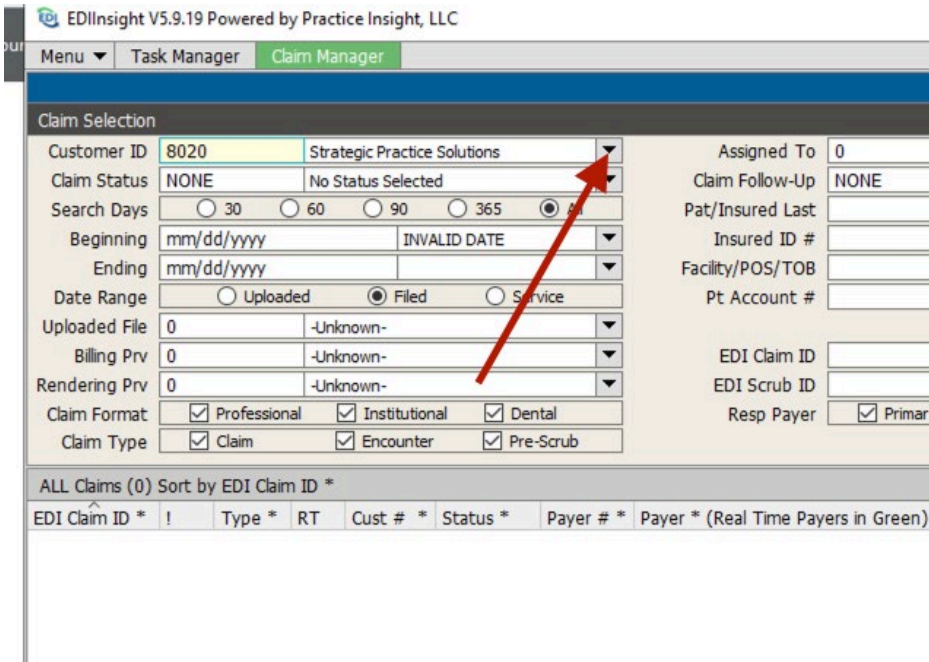 EDIInsight V5.9.19 Powered by Practice Insight, LLC
Menu Task Manager Claim Manager
Claim Selection
Customer ID 8020 Strategic Practice Solutions Assigned To 0
Claim Status NONE No Status Selected Claim Follow-Up NONE
Search Days 30 60 90 365 Pat/Insured Last
Beginning mm/dd/yyyy INVALID DATE Insured ID #
Ending mm/dd/yyyy Facility/POS/TOB
Date Range Uploaded Filed Service Pt Account #
Uploaded File 0 -Unknown-
Billing Prv 0 -Unknown- EDI Claim ID
Rendering Prv 0 -Unknown- EDI Scrub ID
Claim Format Professional Institutional Dental Resp Payer Primar
Claim Type Claim Encounter Pre-Scrub
ALL Claims (0) Sort by EDI Claim ID *
EDI Claim ID * ! Type * RT Cust # * Status * Payer # * Payer * (Real Time Payers in Green)